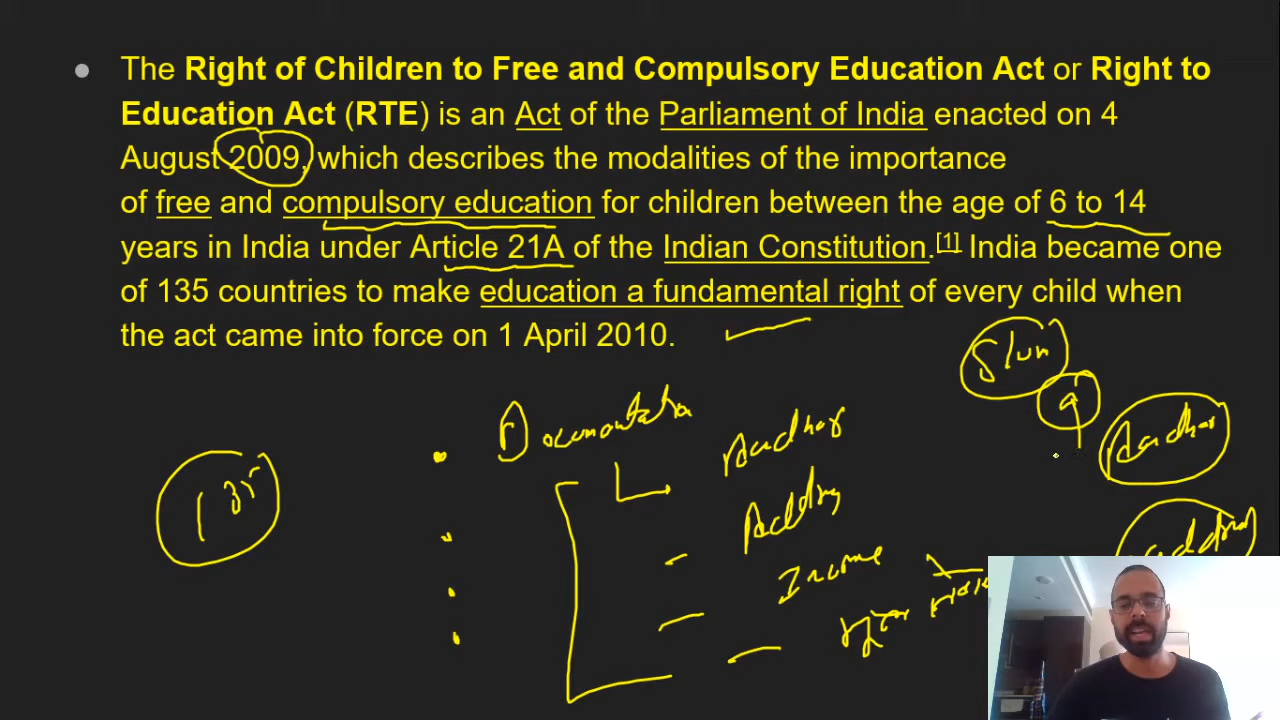 The Right of Children to Free and Compulsory Education Act or Right to
Education Act (RTE) is an Act of the Parliament of India enacted on 4
August 2009, which describes the modalities of the importance
of free and compulsory education for children between the age of 6 to 14
years in India under Article 21A of the Indian Constitution.[1] India became one
of 135 countries to make education a fundamental right of every child when
the act came into force on 1 April 2010.
Slum
Aadhar
Aadhar
135
Income